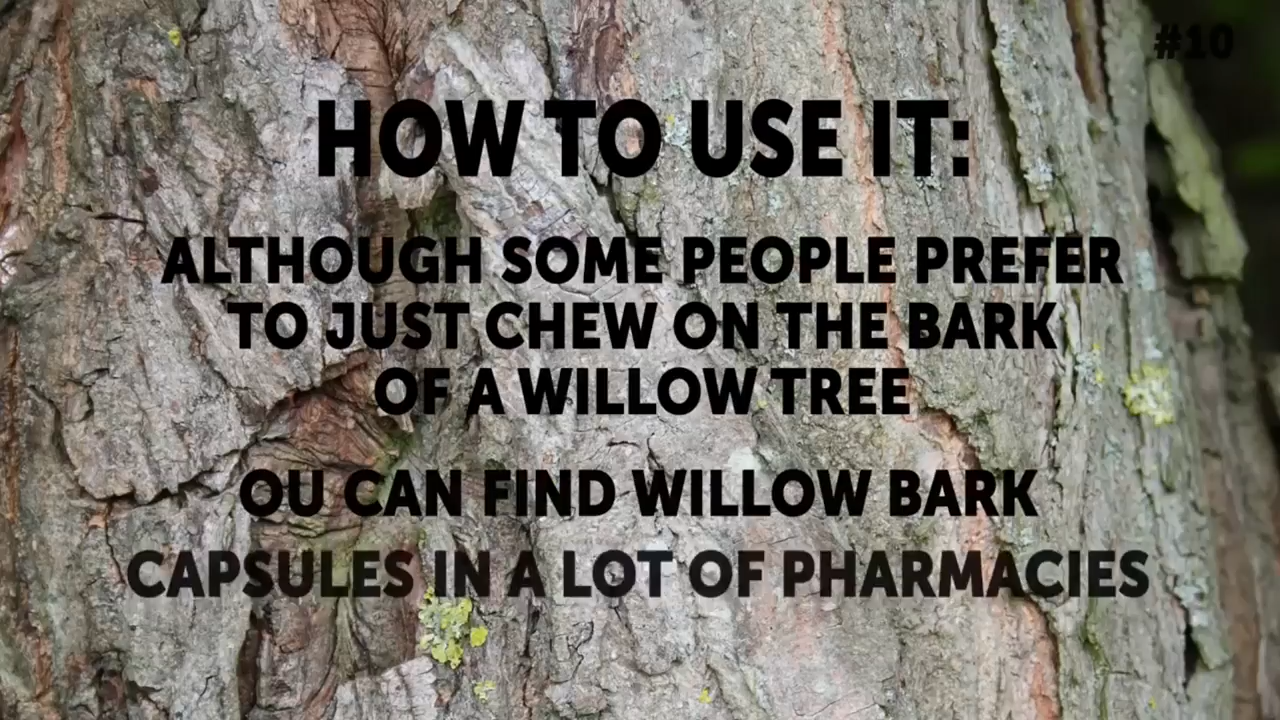 #10
HOW TO USE IT:
ALTHOUGH SOME PEOPLE PREFER
TO JUST CHEW ON THE BARK
OF A WILLOW TREE
OU CAN FIND WILLOW BARK
CAPSULES IN A LOT OF PHARMACIES